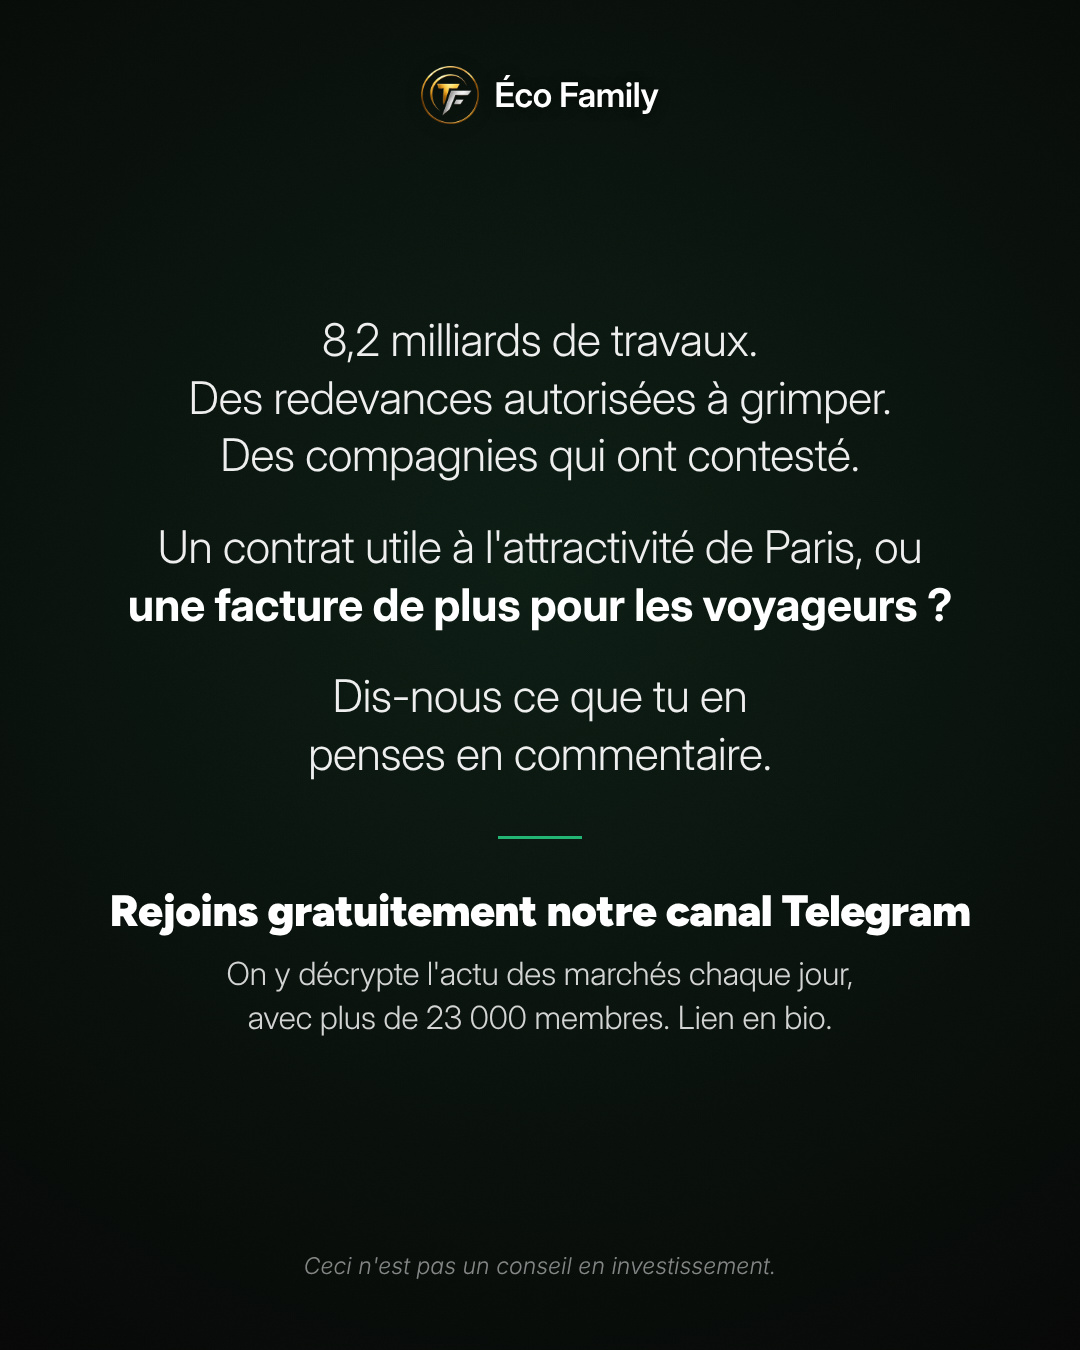 TF Éco Family
8,2 milliards de travaux.
Des redevances autorisées à grimper.
Des compagnies qui ont contesté.
Un contrat utile à l'attractivité de Paris, ou
une facture de plus pour les voyageurs ?
Dis-nous ce que tu en
penses en commentaire.
Rejoins gratuitement notre canal Telegram
On y décrypte l'actu des marchés chaque jour,
avec plus de 23 000 membres. Lien en bio.
Ceci n'est pas un conseil en investissement.